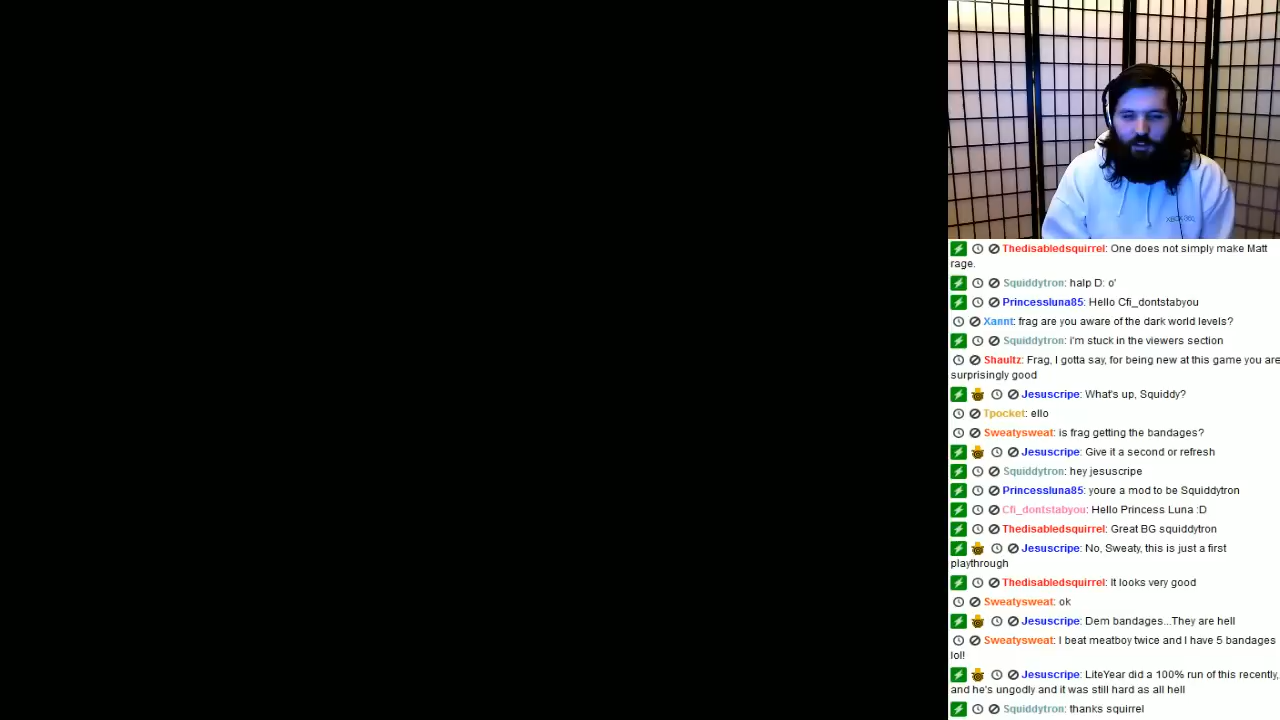 XBOX 360
Thedisabledsquirrel: One does not simply make Matt
rage.
Squiddytron: halp D: o'
Princessluna85: Hello Cfi_dontstabyou
Xannt: frag are you aware of the dark world levels?
Squiddytron: i'm stuck in the viewers section
Shaultz: Frag, I gotta say, for being new at this game you are
surprisingly good
Jesuscripe: What's up, Squiddy?
Tpocket: ello
Sweatysweat: is frag getting the bandages?
Jesuscripe: Give it a second or refresh
Squiddytron: hey jesuscripe
Princessluna85: youre a mod to be Squiddytron
Cfi_dontstabyou: Hello Princess Luna :D
Thedisabledsquirrel: Great BG squiddytron
Jesuscripe: No, Sweaty, this is just a first
playthrough
Thedisabledsquirrel: It looks very good
Sweatysweat: ok
Jesuscripe: Dem bandages...They are hell
Sweatysweat: I beat meatboy twice and I have 5 bandages
lol!
Jesuscripe: LiteYear did a 100% run of this recently,
and he's ungodly and it was still hard as all hell
Squiddytron: thanks squirrel